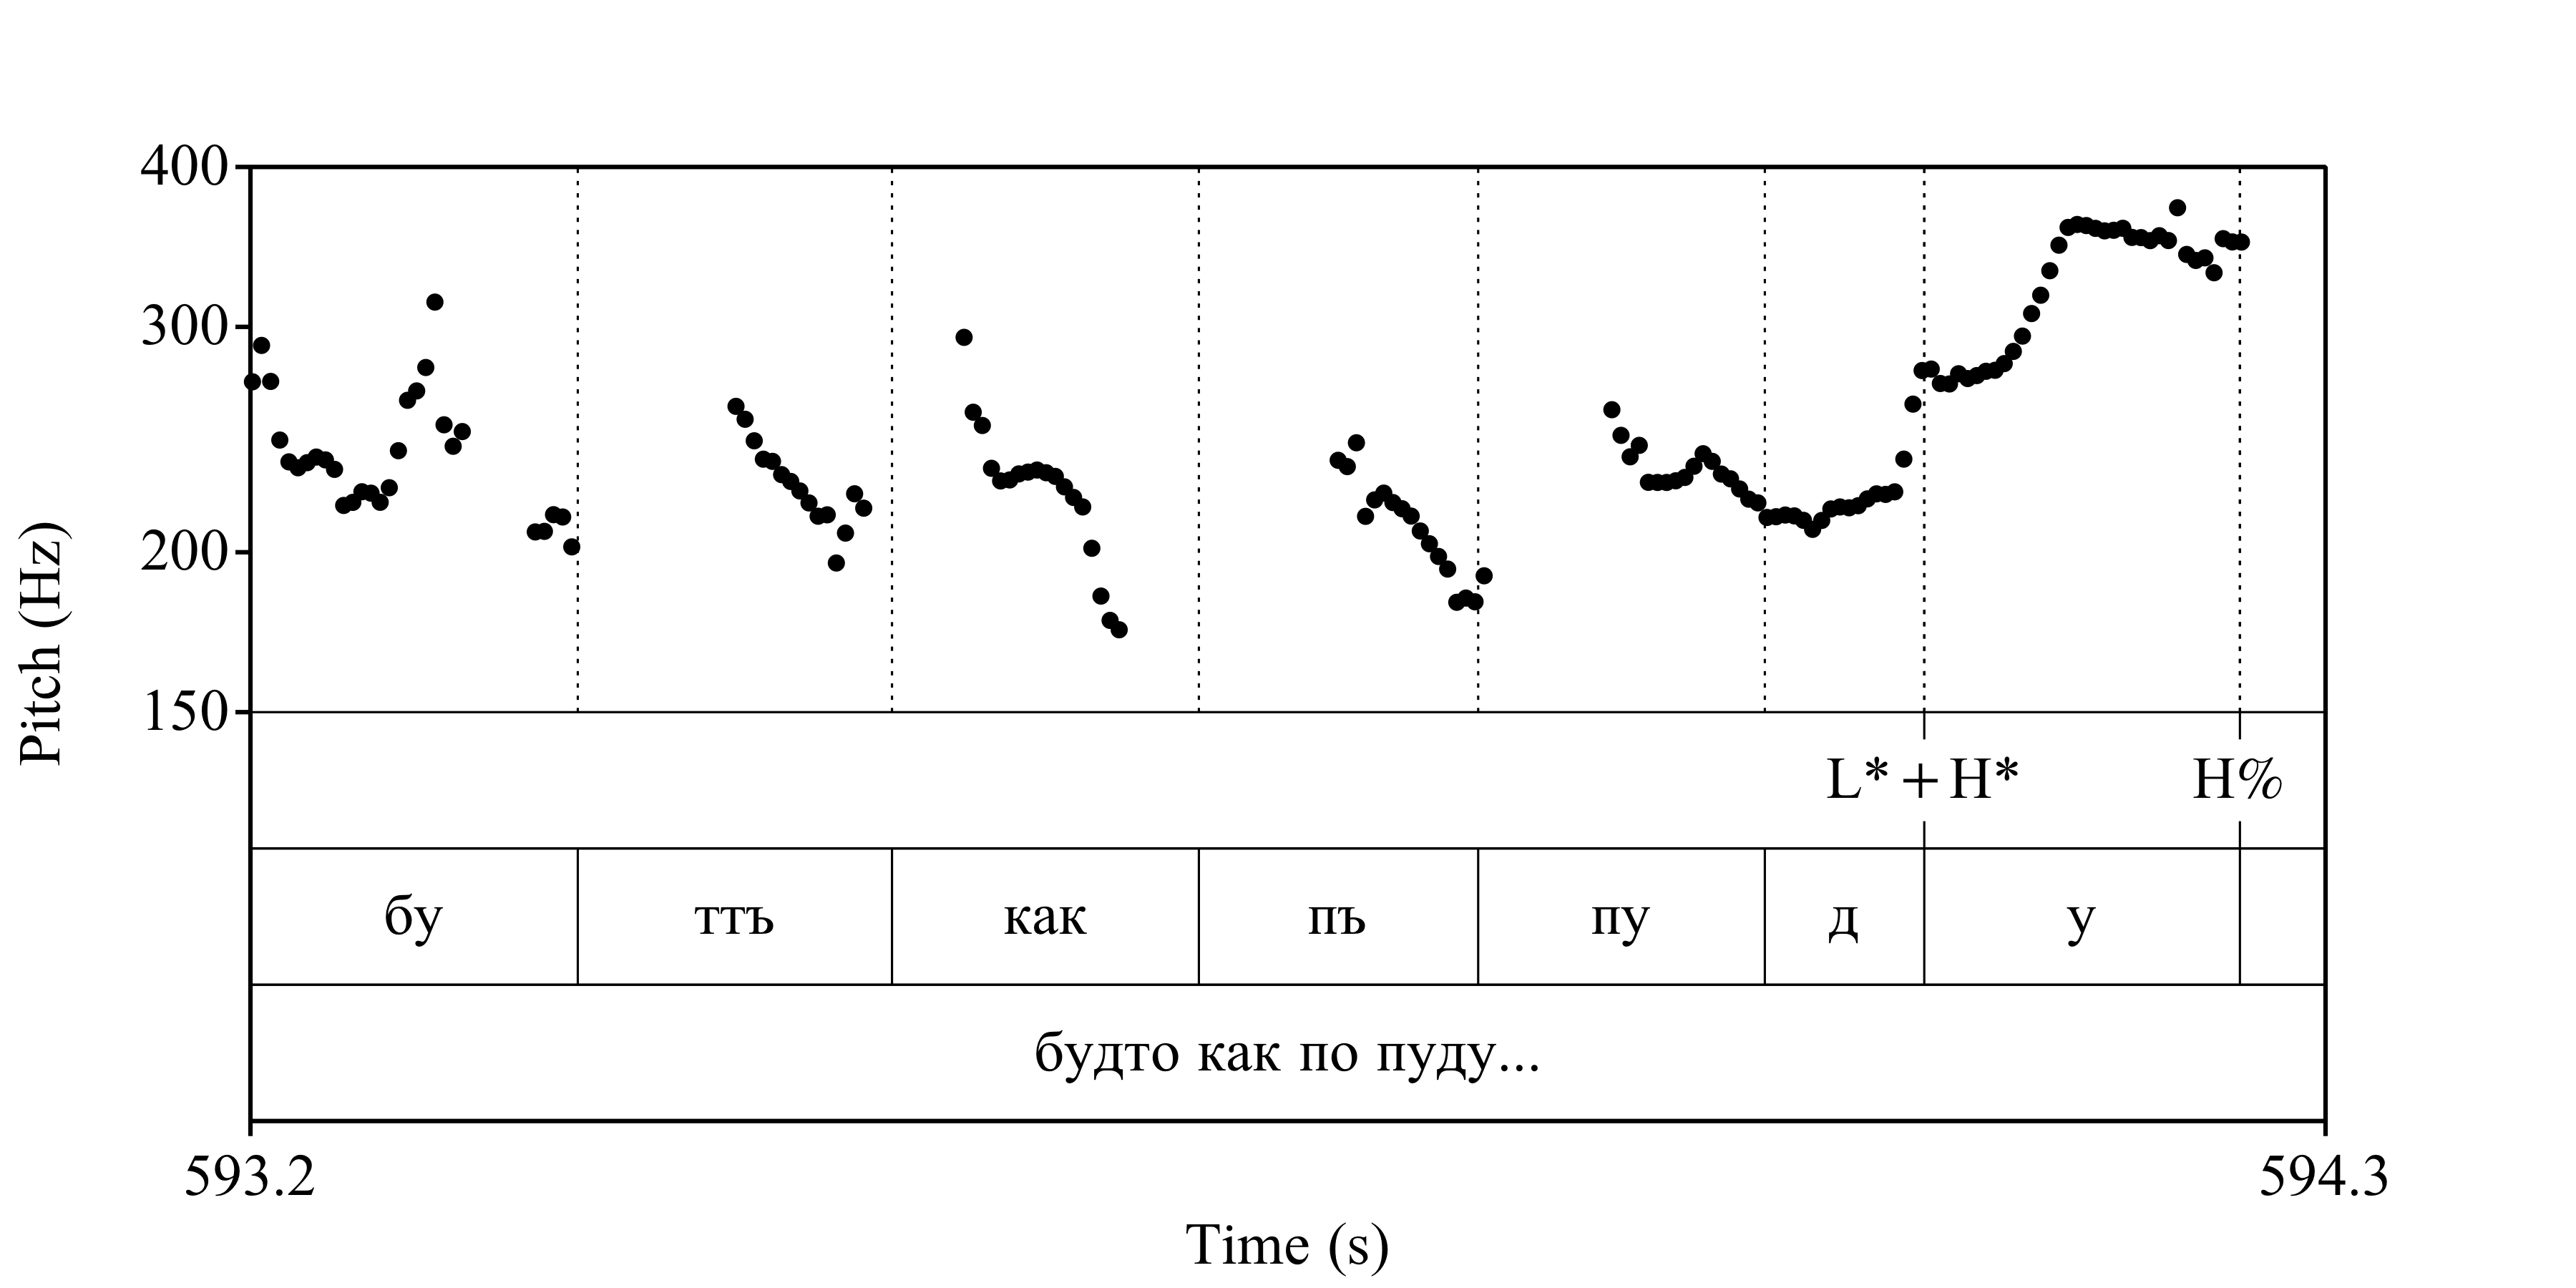 400
300
200
150
Pitch (Hz)
L* + H* H%
бу ттъ как пъ пу д у
будто как по пуду...
593.2 594.3
Time (s)